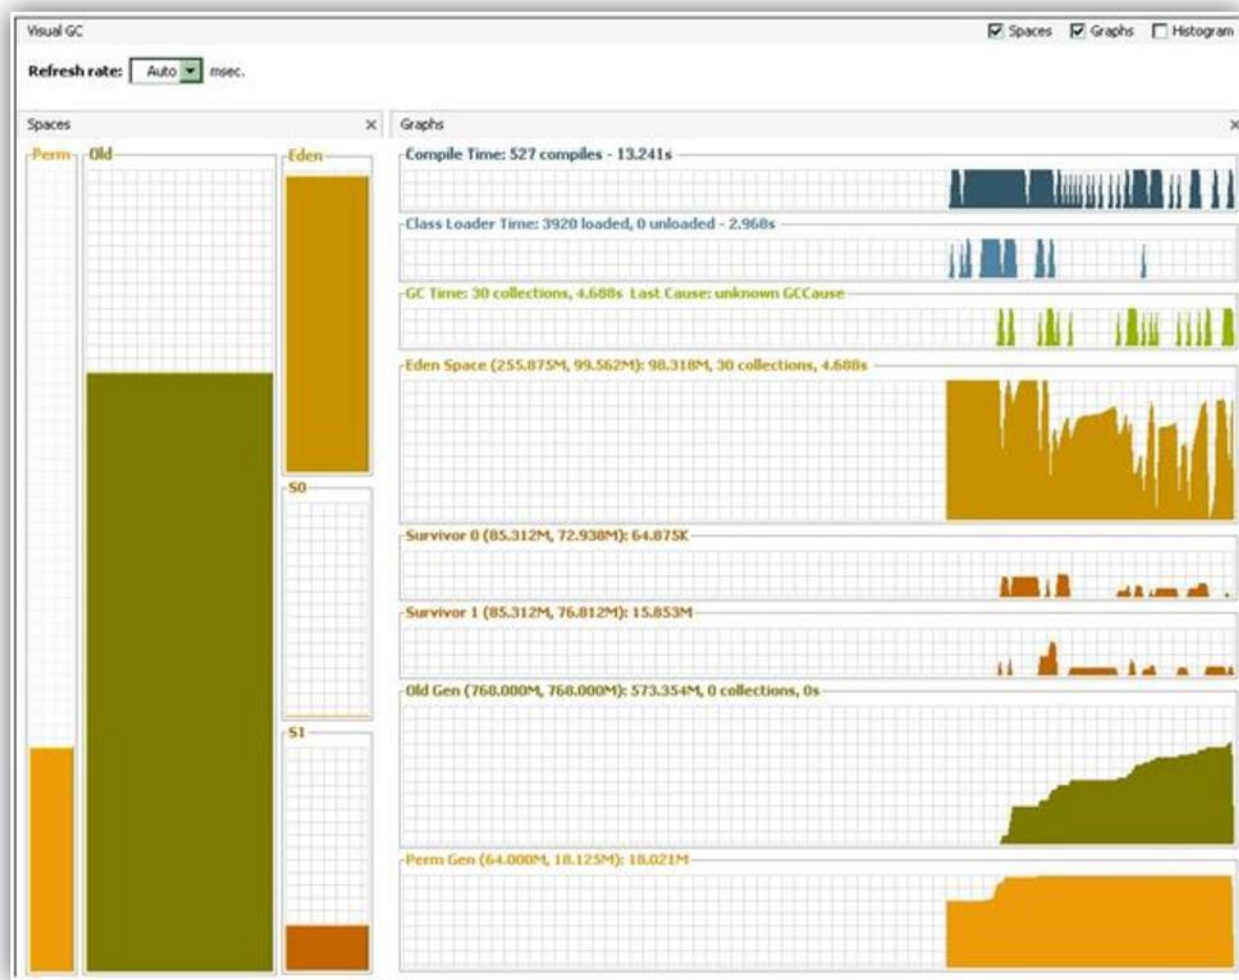 Visual GC
Spaces Graphs Histogram
Refresh rate: Auto msec.
Spaces
Graphs
Perm
Old
Eden
S0
S1
Compile Time: 527 compiles - 13.241s
Class Loader Time: 3920 loaded, 0 unloaded - 2.968s
GC Time: 30 collections, 4.688s Last Cause: unknown GCCause
Eden Space (255.875M, 99.562M): 98.318M, 30 collections, 4.688s
Survivor 0 (85.312M, 72.938M): 64.875K
Survivor 1 (85.312M, 76.812M): 15.853M
Old Gen (768.000M, 768.000M): 573.354M, 0 collections, 0s
Perm Gen (64.000M, 18.125M): 18.021M